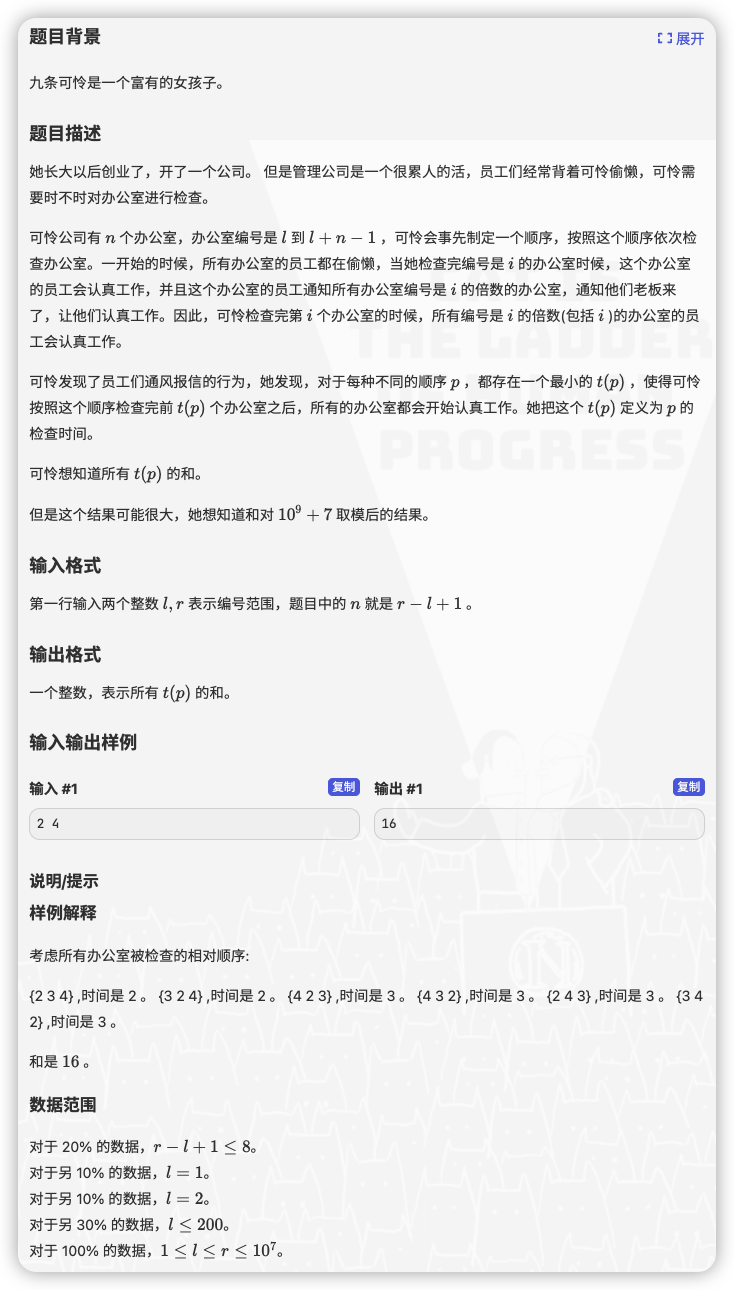 题目背景
展开
九条可怜是一个富有的女孩子。
题目描述
她长大以后创业了，开了一个公司。 但是管理公司是一个很累人的活，员工们经常背着可怜偷懒，可怜需
要时不时对办公室进行检查。
可怜公司有 n 个办公室，办公室编号是 l 到 l + n − 1 ，可怜会事先制定一个顺序，按照这个顺序依次检
查办公室。一开始的时候，所有办公室的员工都在偷懒，当她检查完编号是 i 的办公室时候，这个办公室
的员工会认真工作，并且这个办公室的员工通知所有办公室编号是 i 的倍数的办公室，通知他们老板来
了，让他们认真工作。因此，可怜检查完第 i 个办公室的时候，所有编号是 i 的倍数(包括 i )的办公室的员
工会认真工作。
可怜发现了员工们通风报信的行为，她发现，对于每种不同的顺序 p ，都存在一个最小的 t(p) ，使得可怜
按照这个顺序检查完前 t(p) 个办公室之后，所有的办公室都会开始认真工作。她把这个 t(p) 定义为 p 的
检查时间。
可怜想知道所有 t(p) 的和。
但是这个结果可能很大，她想知道和对 10^9 + 7 取模后的结果。
输入格式
第一行输入两个整数 l, r 表示编号范围，题目中的 n 就是 r − l + 1 。
输出格式
一个整数，表示所有 t(p) 的和。
输入输出样例
输入 #1
复制
输出 #1
复制
2 4
16
说明/提示
样例解释
考虑所有办公室被检查的相对顺序:
{2 3 4} ,时间是 2 。 {3 2 4} ,时间是 2 。 {4 2 3} ,时间是 3 。 {4 3 2} ,时间是 3 。 {2 4 3} ,时间是 3 。 {3 4
2} ,时间是 3 。
和是 16 。
数据范围
对于 20% 的数据，r − l + 1 ≤ 8。
对于另 10% 的数据，l = 1。
对于另 10% 的数据，l = 2。
对于另 30% 的数据，l ≤ 200。
对于 100% 的数据，1 ≤ l ≤ r ≤ 10^7。
THE LADDER
PROGRESS